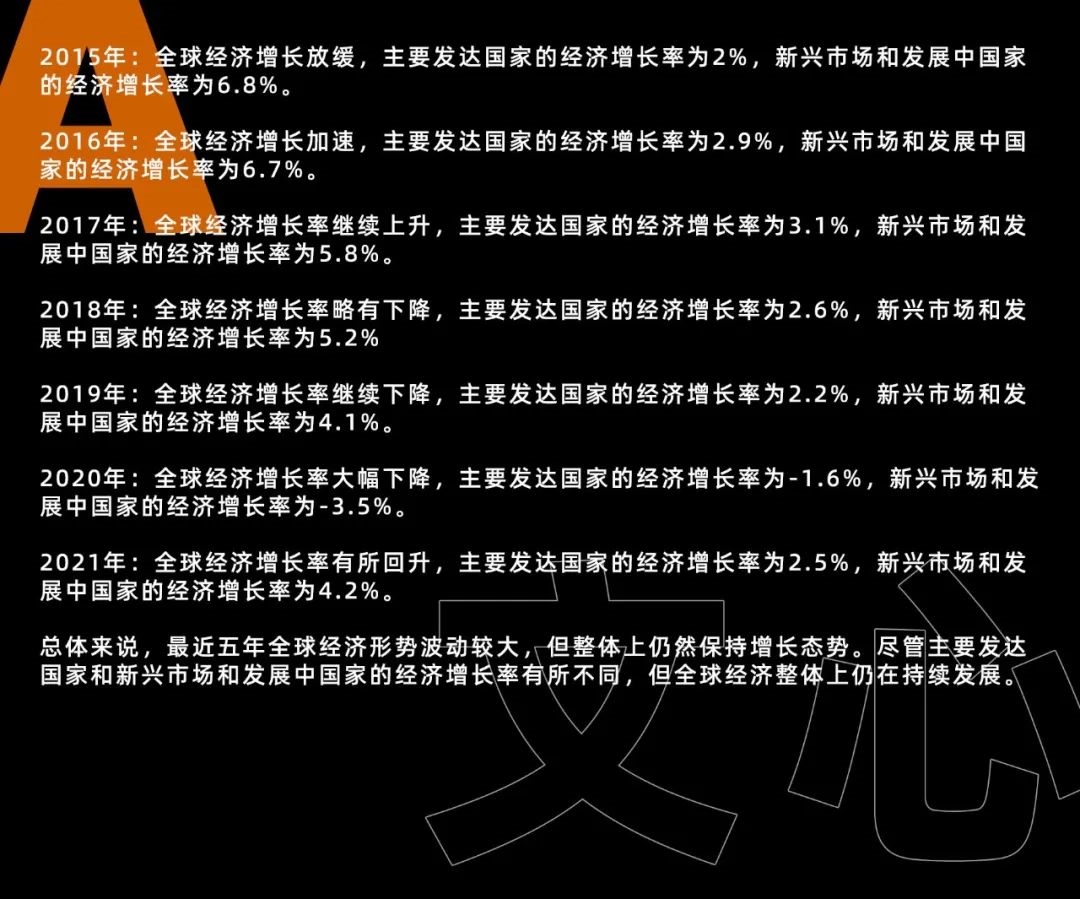 A
2015年：全球经济增长放缓，主要发达国家的经济增长率为2%，新兴市场和发展中国家
的经济增长率为6.8%。
2016年：全球经济增长加速，主要发达国家的经济增长率为2.9%，新兴市场和发展中国
家的经济增长率为6.7%。
2017年：全球经济增长率继续上升，主要发达国家的经济增长率为3.1%，新兴市场和发
展中国家的经济增长率为5.8%。
2018年：全球经济增长率略有下降，主要发达国家的经济增长率为2.6%，新兴市场和发
展中国家的经济增长率为5.2%
2019年：全球经济增长率继续下降，主要发达国家的经济增长率为2.2%，新兴市场和发
展中国家的经济增长率为4.1%。
2020年：全球经济增长率大幅下降，主要发达国家的经济增长率为-1.6%，新兴市场和发
展中国家的经济增长率为-3.5%。
2021年：全球经济增长率有所回升，主要发达国家的经济增长率为2.5%，新兴市场和发
展中国家的经济增长率为4.2%。
总体来说，最近五年全球经济形势波动较大，但整体上仍然保持增长态势。尽管主要发达
国家和新兴市场和发展中国家的经济增长率有所不同，但全球经济整体上仍在持续发展。
文心